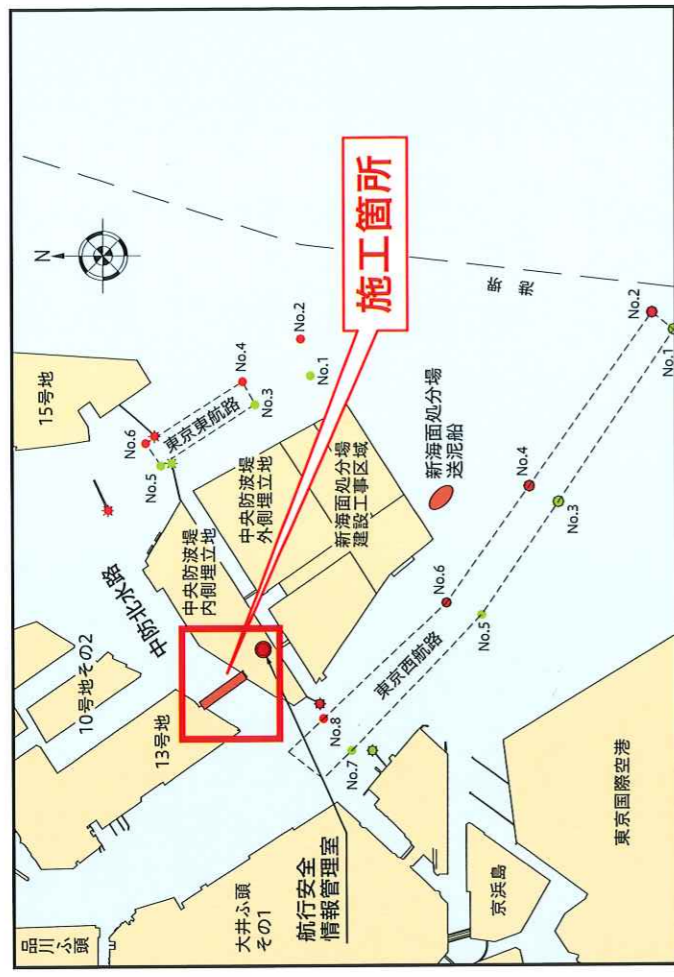 品川ふ頭
10号地その2
15号地
N
13号地
中防北水路
No.6
No.5
東京東航路
No.4
No.3
No.2
No.1
中央防波堤
内側埋立地
中央防波堤
外側埋立地
新海面処分場
建設工事区域
施工箇所
大井ふ頭
その1
航行安全
情報管理室
No.8
No.7
東京西航路
No.6
No.5
新海面処分場
送泥船
No.4
No.3
No.2
No.1
京浜島
東京国際空港